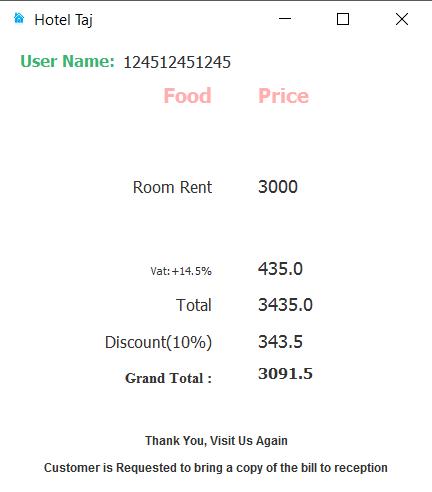 Hotel Taj
User Name: 124512451245
Food Price
Room Rent 3000
Vat:+14.5% 435.0
Total 3435.0
Discount(10%) 343.5
Grand Total : 3091.5
Thank You, Visit Us Again
Customer is Requested to bring a copy of the bill to reception